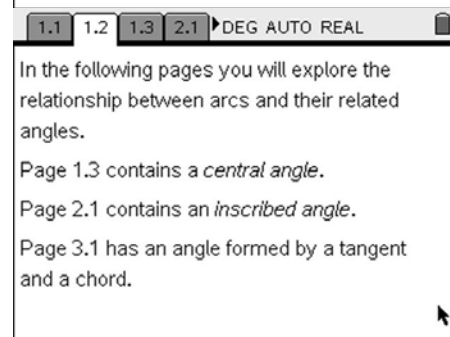 1.1 1.2 1.3 2.1 DEG AUTO REAL
In the following pages you will explore the
relationship between arcs and their related
angles.
Page 1.3 contains a central angle.
Page 2.1 contains an inscribed angle.
Page 3.1 has an angle formed by a tangent
and a chord.